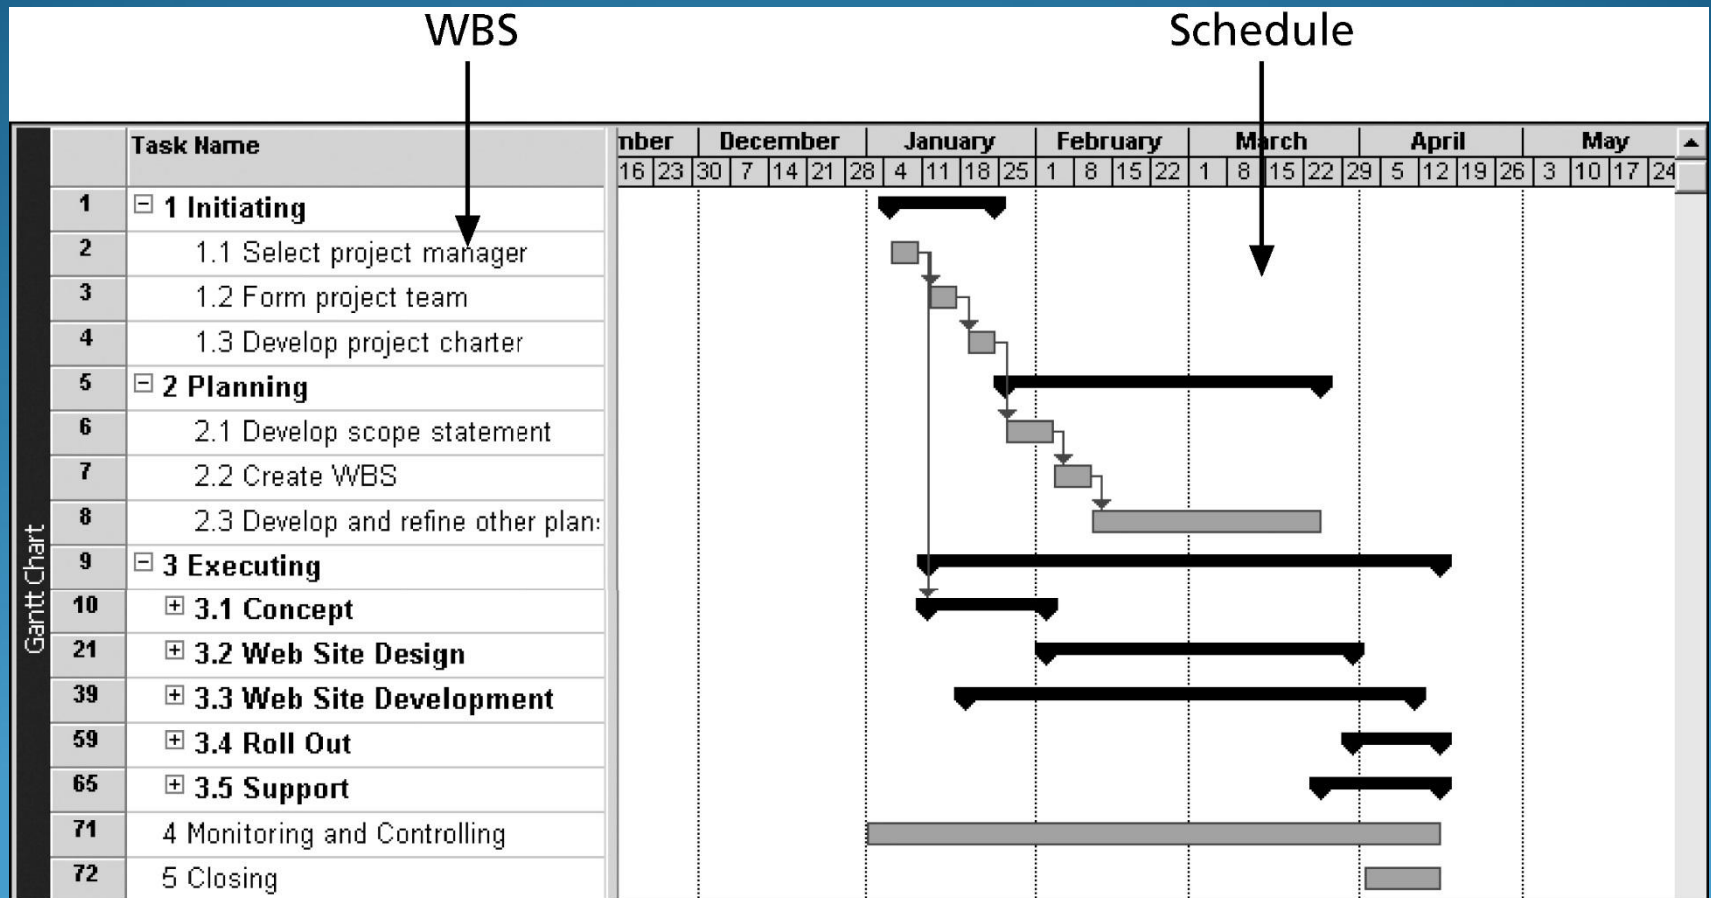 WBS Schedule
Task Name mber December January February March April May
16 23 30 7 14 21 28 4 11 18 25 1 8 15 22 1 8 15 22 29 5 12 19 26 3 10 17 24
1 1 Initiating
2 1.1 Select project manager
3 1.2 Form project team
4 1.3 Develop project charter
5 2 Planning
6 2.1 Develop scope statement
7 2.2 Create WBS
8 2.3 Develop and refine other plan
9 3 Executing
10 3.1 Concept
21 3.2 Web Site Design
39 3.3 Web Site Development
59 3.4 Roll Out
65 3.5 Support
71 4 Monitoring and Controlling
72 5 Closing
Gantt Chart